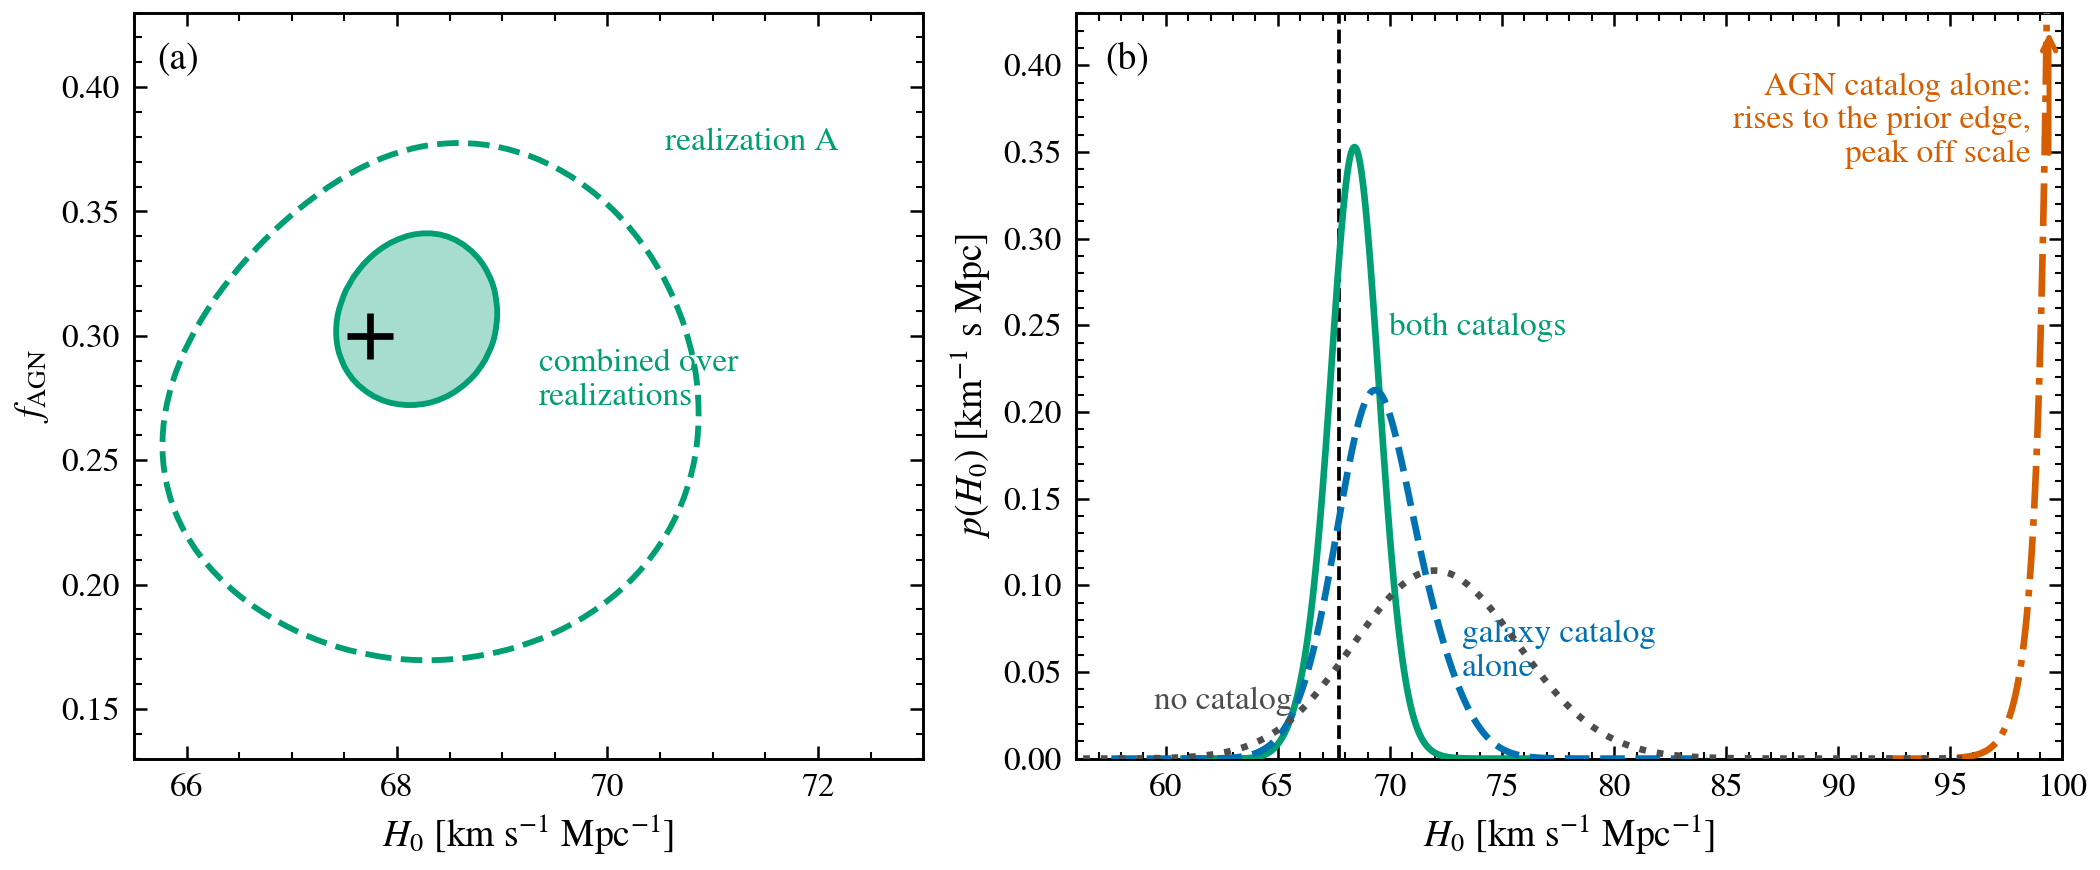 (a)
realization A
combined over
realizations
0.40
0.35
0.30
0.25
0.20
0.15
f_AGN
66 68 70 72
H₀ [km s⁻¹ Mpc⁻¹]
(b)
AGN catalog alone:
rises to the prior edge,
peak off scale
both catalogs
galaxy catalog
alone
no catalog
0.40
0.35
0.30
0.25
0.20
0.15
0.10
0.05
0.00
p(H₀) [km⁻¹ s Mpc]
60 65 70 75 80 85 90 95 100
H₀ [km s⁻¹ Mpc⁻¹]